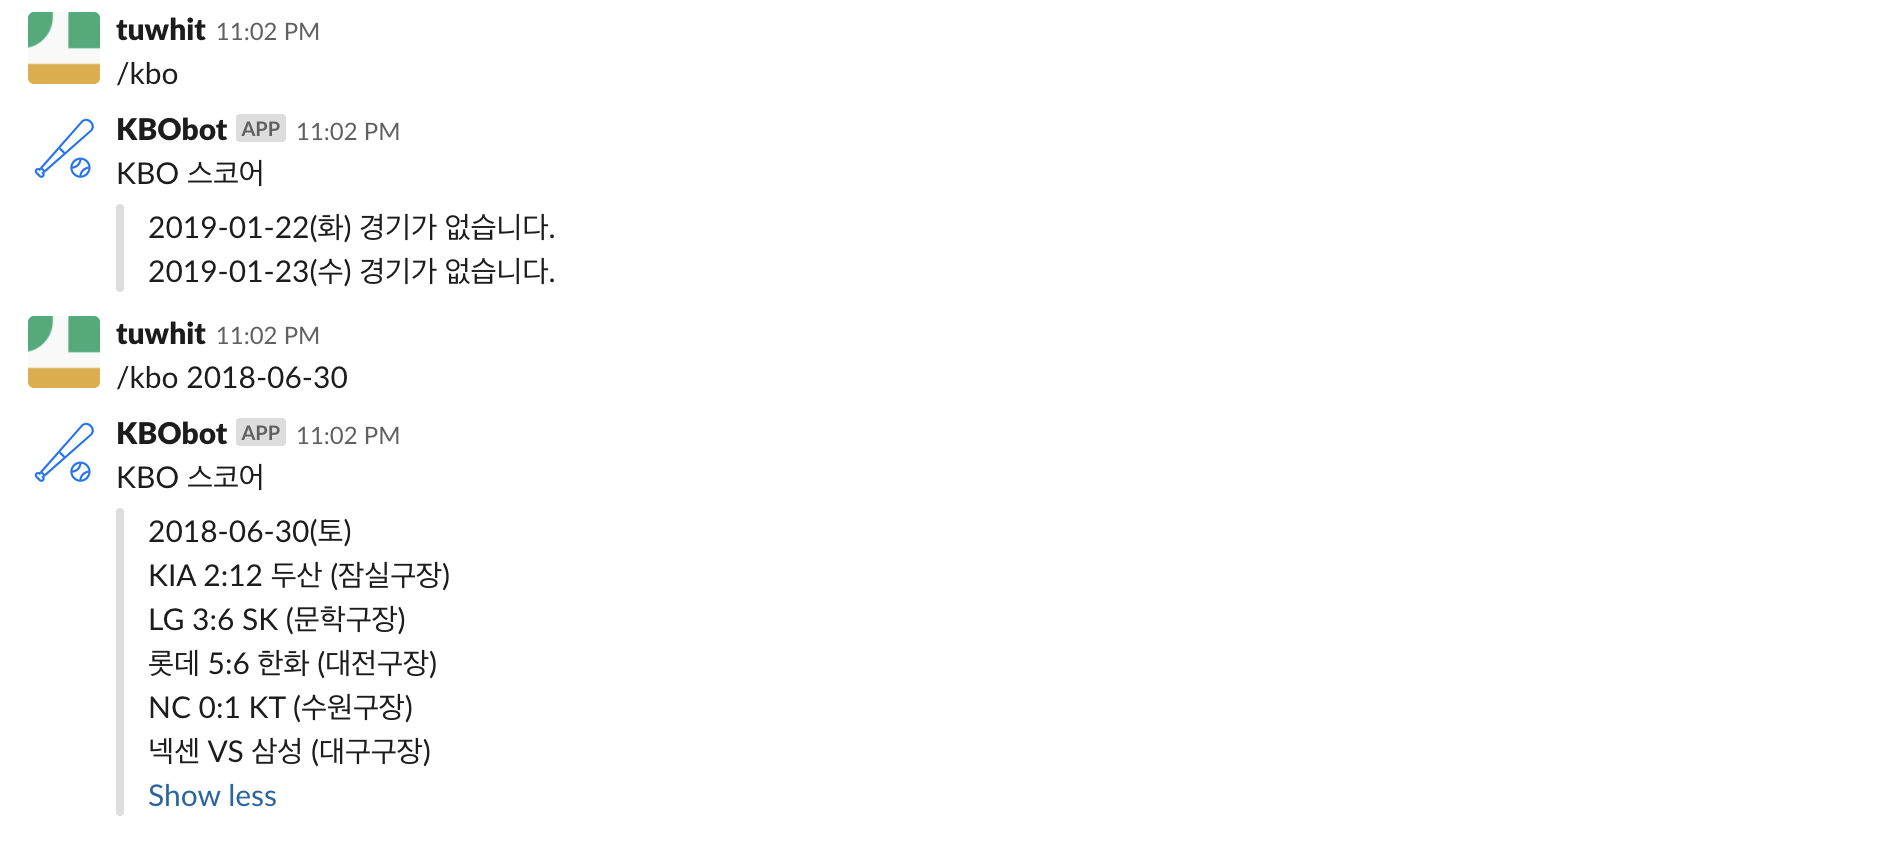 tuwhit 11:02 PM
/kbo
KBObot APP 11:02 PM
KBO 스코어
2019-01-22(화) 경기가 없습니다.
2019-01-23(수) 경기가 없습니다.
tuwhit 11:02 PM
/kbo 2018-06-30
KBObot APP 11:02 PM
KBO 스코어
2018-06-30(토)
KIA 2:12 두산 (잠실구장)
LG 3:6 SK (문학구장)
롯데 5:6 한화 (대전구장)
NC 0:1 KT (수원구장)
넥센 VS 삼성 (대구구장)
Show less